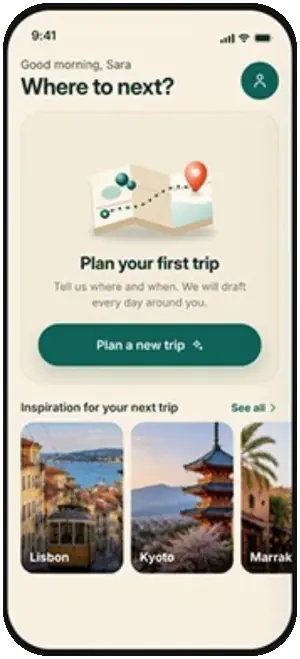 9:41
Good morning, Sara
Where to next?
Plan your first trip
Tell us where and when. We will draft
every day around you.
Plan a new trip
Inspiration for your next trip
See all
Lisbon
Kyoto
Marrak